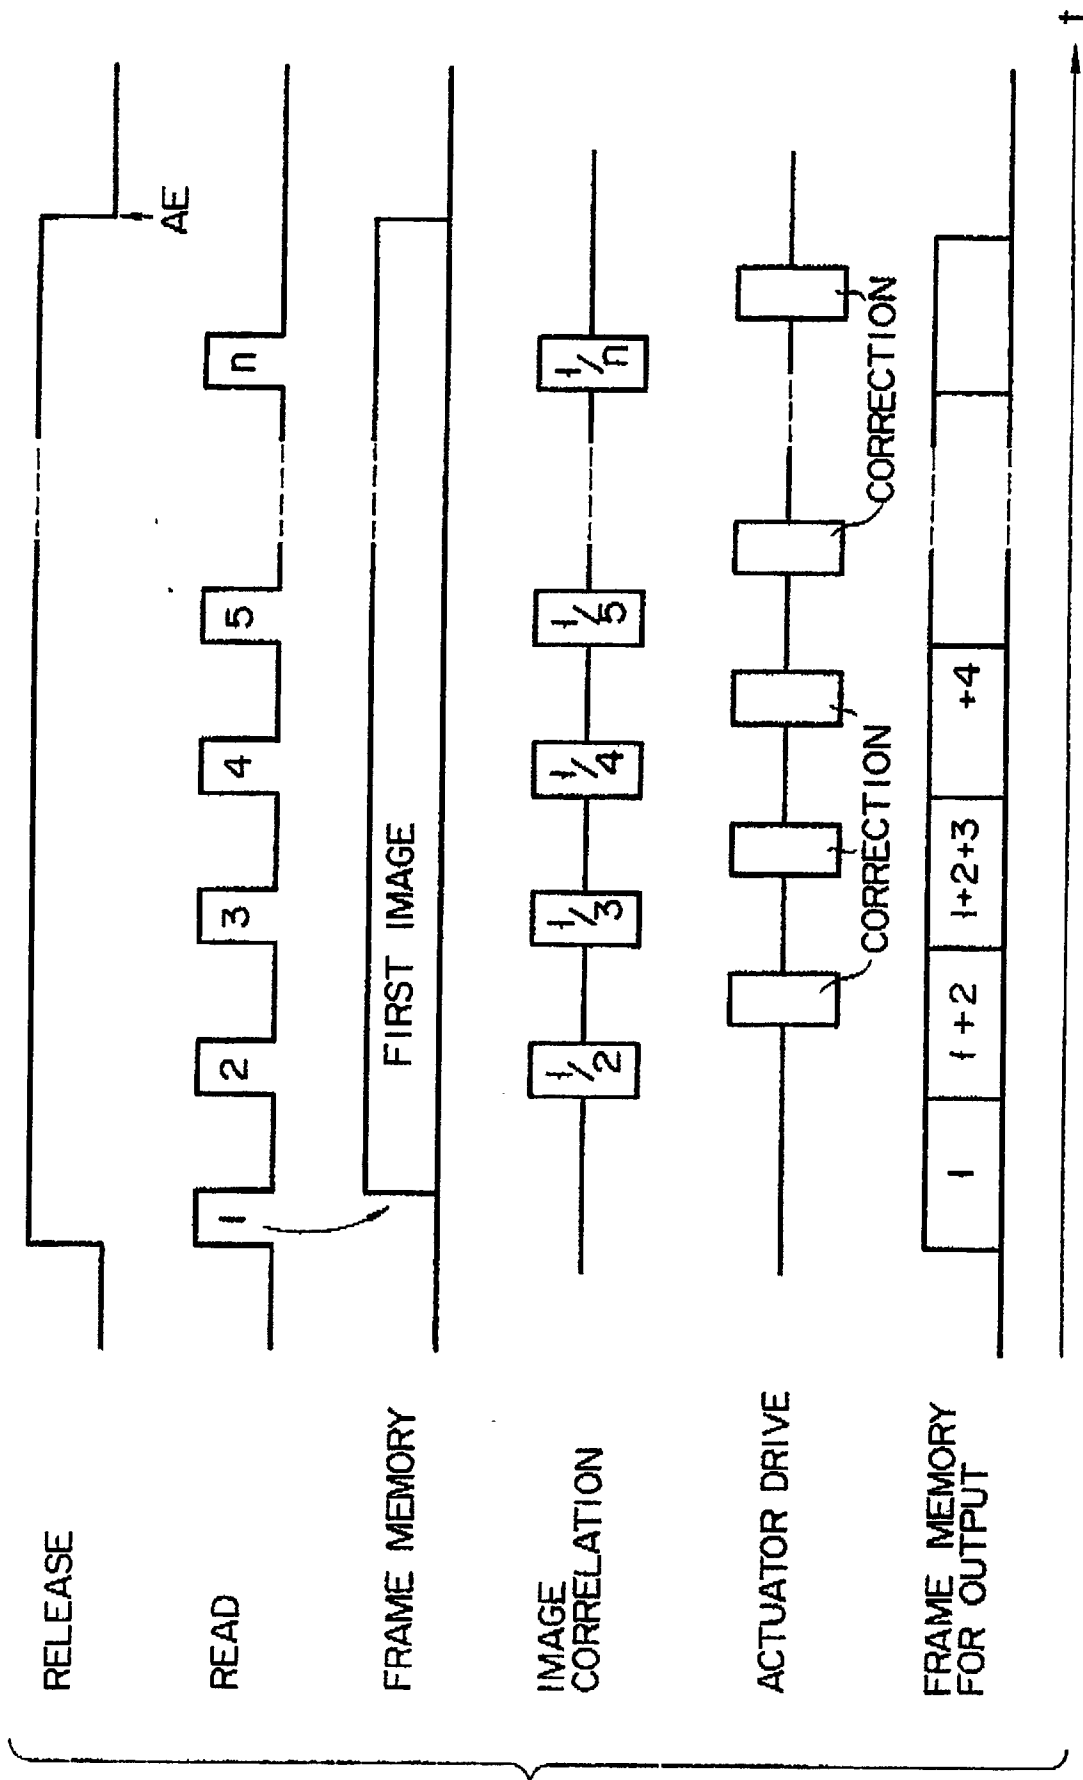 RELEASE
AE
READ
1 2 3 4 5 n
FRAME MEMORY
FIRST IMAGE
IMAGE
CORRELATION
1/2 1/3 1/4 1/5 1/n
ACTUATOR DRIVE
CORRECTION CORRECTION
FRAME MEMORY
FOR OUTPUT
1 1+2 1+2+3 +4
t